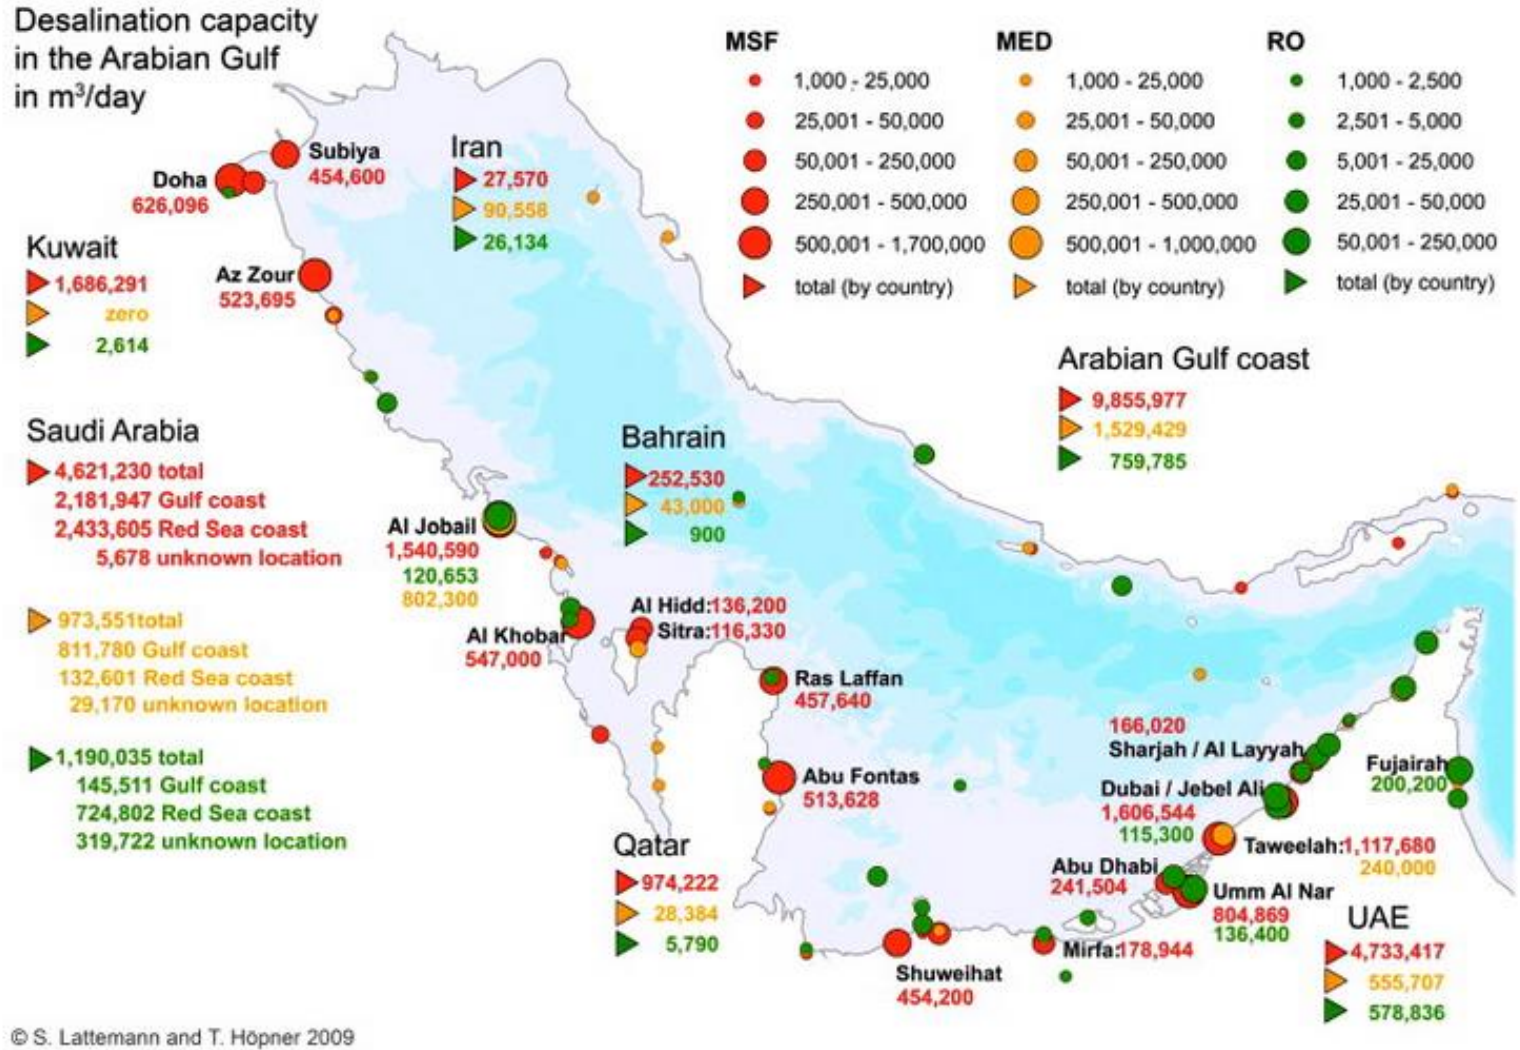 Desalination capacity
in the Arabian Gulf
in m³/day
MSF
1,000 - 25,000
25,001 - 50,000
50,001 - 250,000
250,001 - 500,000
500,001 - 1,700,000
total (by country)
MED
1,000 - 25,000
25,001 - 50,000
50,001 - 250,000
250,001 - 500,000
500,001 - 1,000,000
total (by country)
RO
1,000 - 2,500
2,501 - 5,000
5,001 - 25,000
25,001 - 50,000
50,001 - 250,000
total (by country)
Subiya
454,600
Doha
626,096
Iran
27,570
90,558
26,134
Kuwait
1,686,291
zero
2,614
Az Zour
523,695
Arabian Gulf coast
9,855,977
1,529,429
759,785
Saudi Arabia
4,621,230 total
2,181,947 Gulf coast
2,433,605 Red Sea coast
5,678 unknown location
973,551total
811,780 Gulf coast
132,601 Red Sea coast
29,170 unknown location
1,190,035 total
145,511 Gulf coast
724,802 Red Sea coast
319,722 unknown location
Bahrain
252,530
43,000
900
Al Jobail
1,540,590
120,653
802,300
Al Hidd:136,200
Sitra:116,330
Al Khobar
547,000
Ras Laffan
457,640
Abu Fontas
513,628
166,020
Sharjah / Al Layyah
Fujairah
200,200
Dubai / Jebel Ali
1,606,544
115,300
Taweelah:1,117,680
240,000
Abu Dhabi
241,504
Umm Al Nar
804,869
136,400
Qatar
974,222
28,384
5,790
Mirfa:178,944
Shuweihat
454,200
UAE
4,733,417
555,707
578,836
© S. Lattemann and T. Höpner 2009